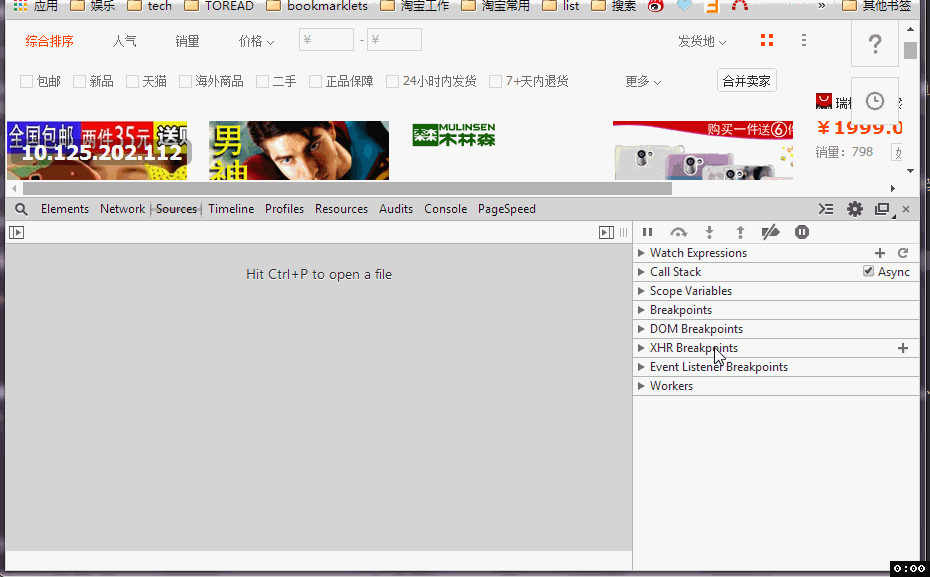 应用 娱乐 tech TOREAD bookmarklets 淘宝工作 淘宝常用 list 搜索 » 其他书签
综合排序 人气 销量 价格 ¥ - ¥ 发货地
?
包邮 新品 天猫 海外商品 二手 正品保障 24小时内发货 7+天内退货 更多 合并卖家
全国包邮 两件35元
10.125.202.112
男神
MULINSEN
木林森
购买一件送6
¥1999.0
销量：798
Elements Network Sources Timeline Profiles Resources Audits Console PageSpeed
Hit Ctrl+P to open a file
Watch Expressions
Call Stack Async
Scope Variables
Breakpoints
DOM Breakpoints
XHR Breakpoints
Event Listener Breakpoints
Workers
0:00